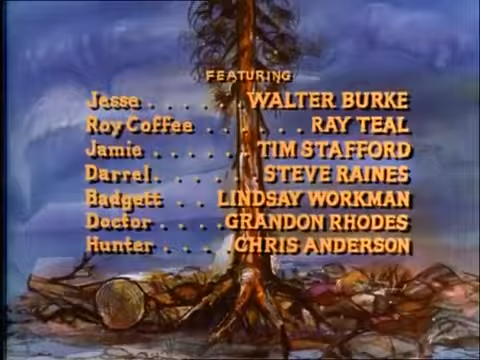 FEATURING
Jesse . . . . . . WALTER BURKE
Roy Coffee . . . . . . RAY TEAL
Jamie . . . . . . TIM STAFFORD
Darrel . . . . . . STEVE RAINES
Badgett . . LINDSAY WORKMAN
Doctor . . . . GRANDON RHODES
Hunter . . . . CHRIS ANDERSON